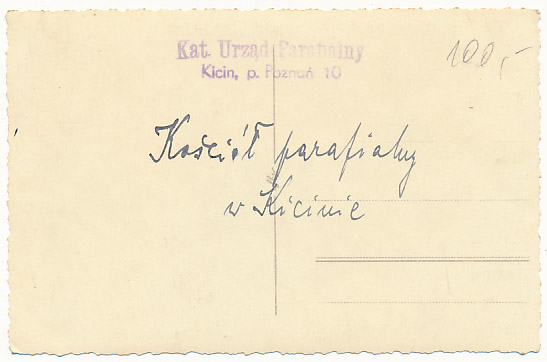 Kat. Urząd Parafialny
Kicin, p. Poznań 10
100,-
Kościół parafialny
w Kicinie